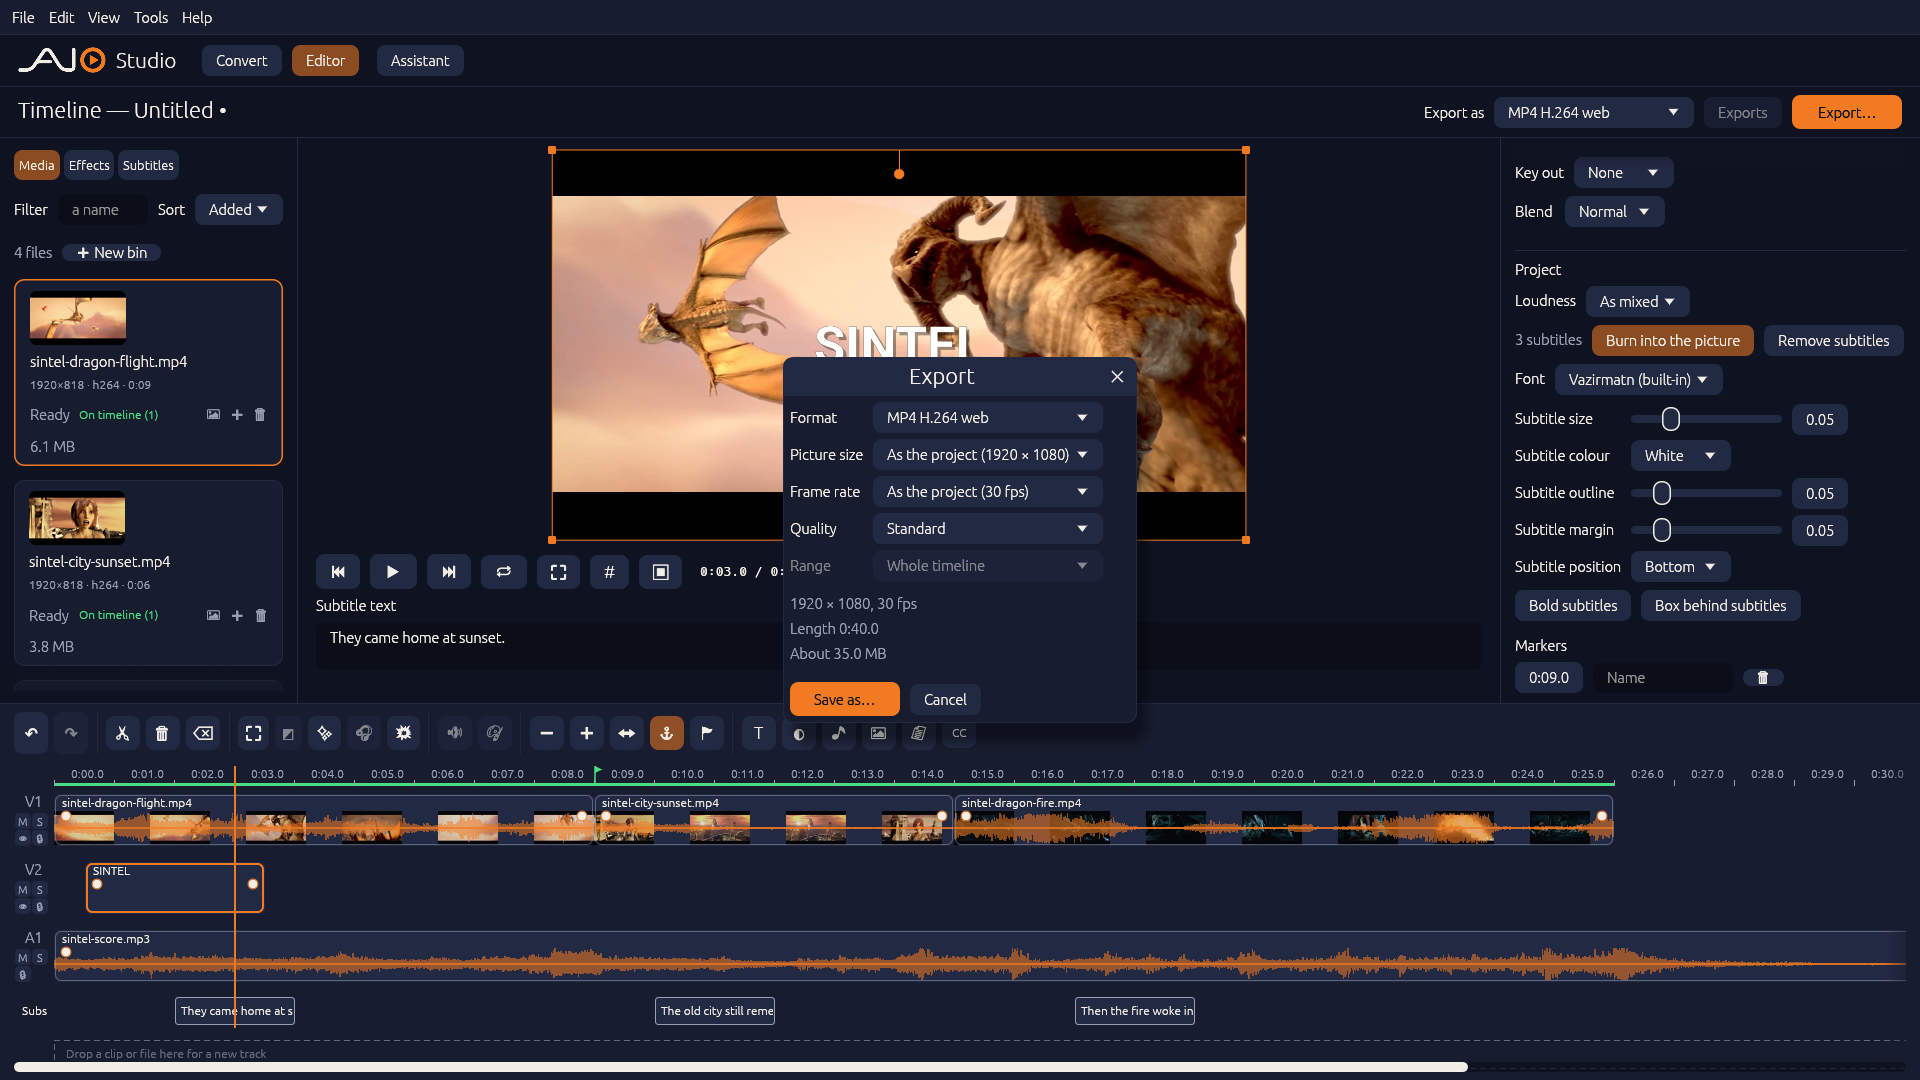 File Edit View Tools Help
AIO Studio Convert Editor Assistant
Timeline — Untitled •
Export as MP4 H.264 web Exports Export…
Media Effects Subtitles
Filter a name Sort Added
4 files New bin
sintel-dragon-flight.mp4
1920×818 · h264 · 0:09
Ready On timeline (1)
6.1 MB
sintel-city-sunset.mp4
1920×818 · h264 · 0:06
Ready On timeline (1)
3.8 MB
SINTEL
0:03.0 / 0:
Subtitle text
They came home at sunset.
Export
Format MP4 H.264 web
Picture size As the project (1920 × 1080)
Frame rate As the project (30 fps)
Quality Standard
Range Whole timeline
1920 × 1080, 30 fps
Length 0:40.0
About 35.0 MB
Save as… Cancel
Key out None
Blend Normal
Project
Loudness As mixed
3 subtitles Burn into the picture Remove subtitles
Font Vazirmatn (built-in)
Subtitle size 0.05
Subtitle colour White
Subtitle outline 0.05
Subtitle margin 0.05
Subtitle position Bottom
Bold subtitles Box behind subtitles
Markers
0:09.0 Name
T CC
0:00.0 0:01.0 0:02.0 0:03.0 0:04.0 0:05.0 0:06.0 0:07.0 0:08.0 0:09.0 0:10.0 0:11.0 0:12.0 0:13.0 0:14.0 0:15.0 0:16.0 0:17.0 0:18.0 0:19.0 0:20.0 0:21.0 0:22.0 0:23.0 0:24.0 0:25.0 0:26.0 0:27.0 0:28.0 0:29.0 0:30.0
V1 sintel-dragon-flight.mp4 sintel-city-sunset.mp4 sintel-dragon-fire.mp4
M S
V2 SINTEL
M S
A1 sintel-score.mp3
M S
Subs They came home at s The old city still reme Then the fire woke in
Drop a clip or file here for a new track